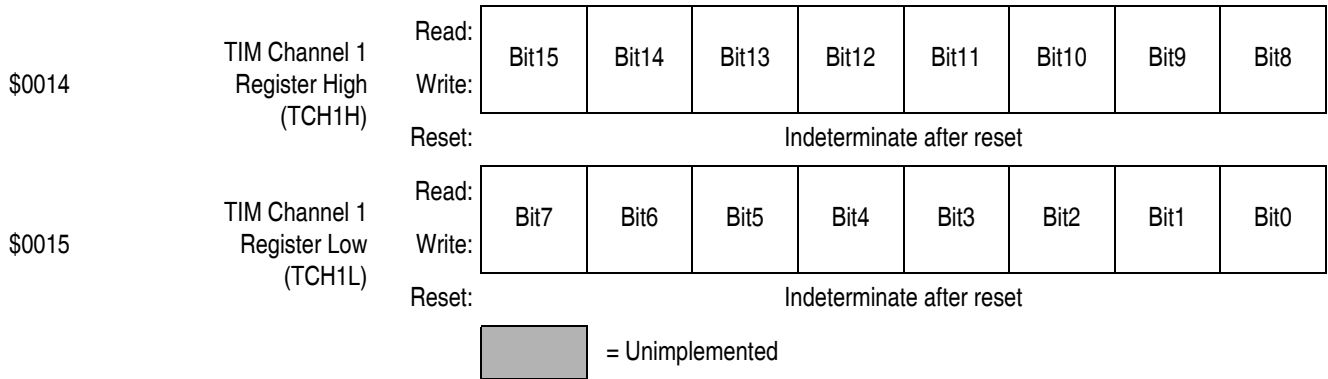 $0014 TIM Channel 1 Register High (TCH1H) Read: Write: Bit15 Bit14 Bit13 Bit12 Bit11 Bit10 Bit9 Bit8
Reset: Indeterminate after reset
$0015 TIM Channel 1 Register Low (TCH1L) Read: Write: Bit7 Bit6 Bit5 Bit4 Bit3 Bit2 Bit1 Bit0
Reset: Indeterminate after reset
= Unimplemented